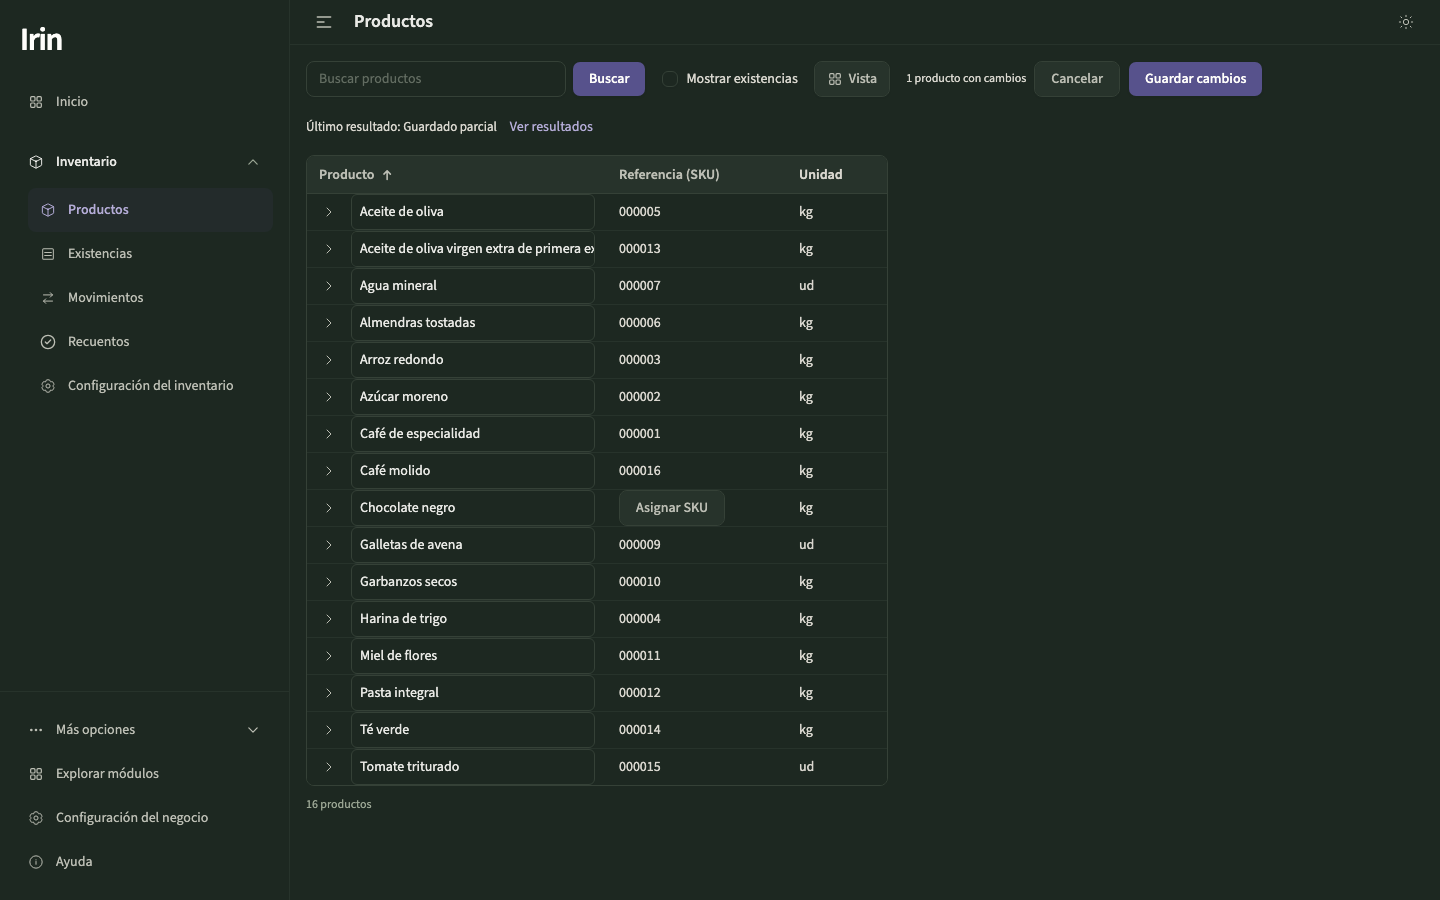 Irin
Productos
Inicio
Inventario
Productos
Existencias
Movimientos
Recuentos
Configuración del inventario
Más opciones
Explorar módulos
Configuración del negocio
Ayuda
Buscar productos Buscar Mostrar existencias Vista 1 producto con cambios Cancelar Guardar cambios
Último resultado: Guardado parcial Ver resultados
Producto Referencia (SKU) Unidad
Aceite de oliva 000005 kg
Aceite de oliva virgen extra de primera ex 000013 kg
Agua mineral 000007 ud
Almendras tostadas 000006 kg
Arroz redondo 000003 kg
Azúcar moreno 000002 kg
Café de especialidad 000001 kg
Café molido 000016 kg
Chocolate negro Asignar SKU kg
Galletas de avena 000009 ud
Garbanzos secos 000010 kg
Harina de trigo 000004 kg
Miel de flores 000011 kg
Pasta integral 000012 kg
Té verde 000014 kg
Tomate triturado 000015 ud
16 productos